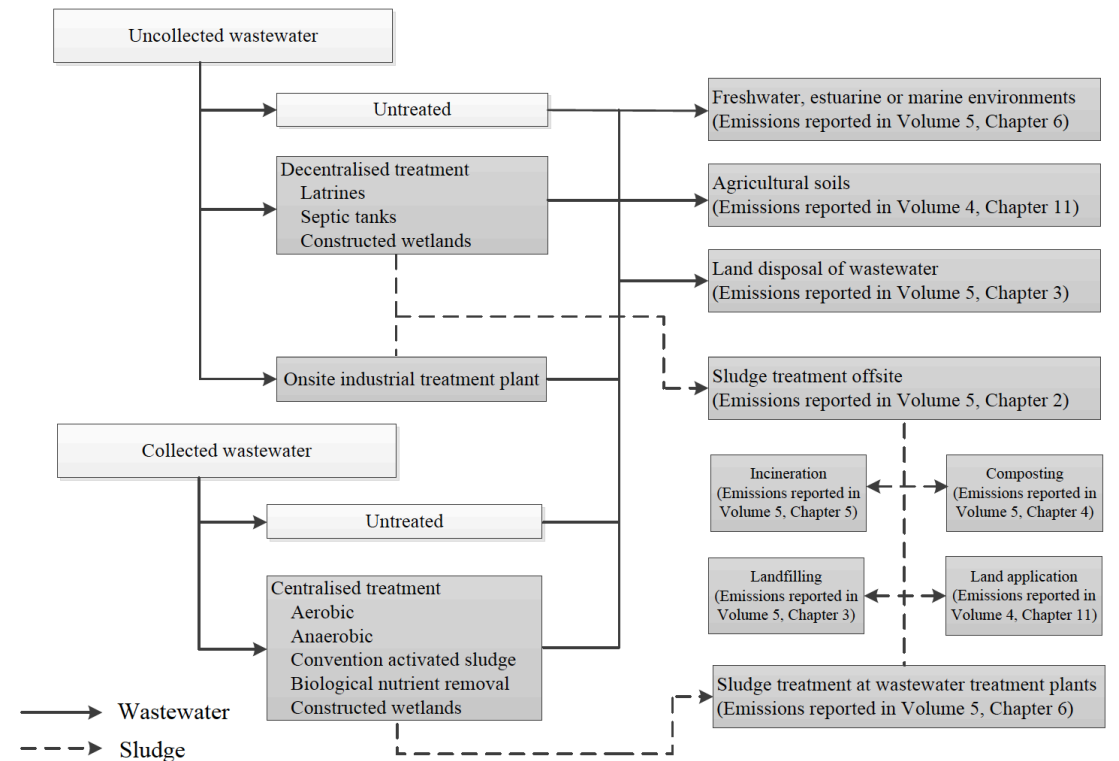 Uncollected wastewater
Untreated
Decentralised treatment
Latrines
Septic tanks
Constructed wetlands
Onsite industrial treatment plant
Collected wastewater
Untreated
Centralised treatment
Aerobic
Anaerobic
Convention activated sludge
Biological nutrient removal
Constructed wetlands
Freshwater, estuarine or marine environments
(Emissions reported in Volume 5, Chapter 6)
Agricultural soils
(Emissions reported in Volume 4, Chapter 11)
Land disposal of wastewater
(Emissions reported in Volume 5, Chapter 3)
Sludge treatment offsite
(Emissions reported in Volume 5, Chapter 2)
Incineration
(Emissions reported in
Volume 5, Chapter 5)
Composting
(Emissions reported in
Volume 5, Chapter 4)
Landfilling
(Emissions reported in
Volume 5, Chapter 3)
Land application
(Emissions reported in
Volume 4, Chapter 11)
Sludge treatment at wastewater treatment plants
(Emissions reported in Volume 5, Chapter 6)
Wastewater
Sludge